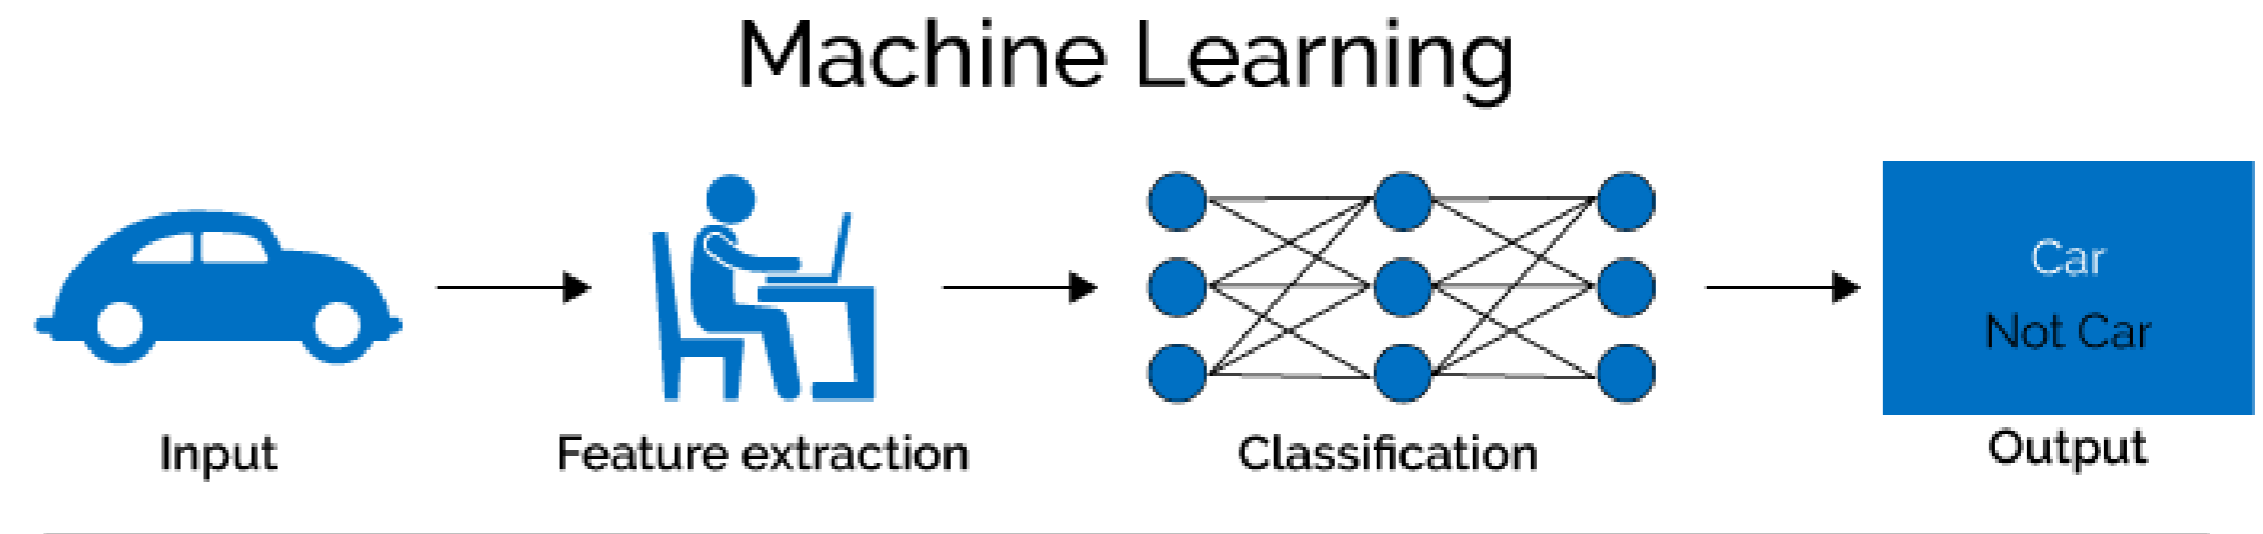 Machine Learning
Car
Not Car
Input
Feature extraction
Classification
Output